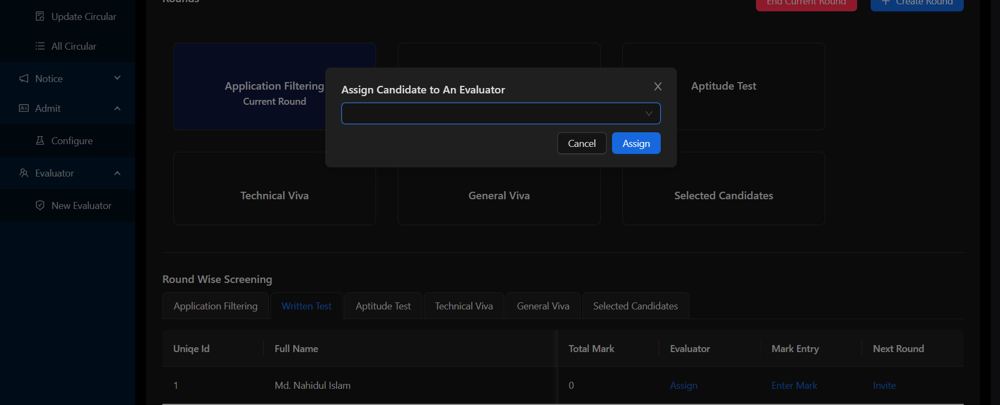 Rounds
End Current Round
Create Round
Update Circular
All Circular
Notice
Admit
Configure
Evaluator
New Evaluator
Application Filtering
Current Round
Aptitude Test
Assign Candidate to An Evaluator
Cancel
Assign
Technical Viva
General Viva
Selected Candidates
Round Wise Screening
Application Filtering
Written Test
Aptitude Test
Technical Viva
General Viva
Selected Candidates
Uniqe Id
Full Name
Total Mark
Evaluator
Mark Entry
Next Round
1
Md. Nahidul Islam
0
Assign
Enter Mark
Invite